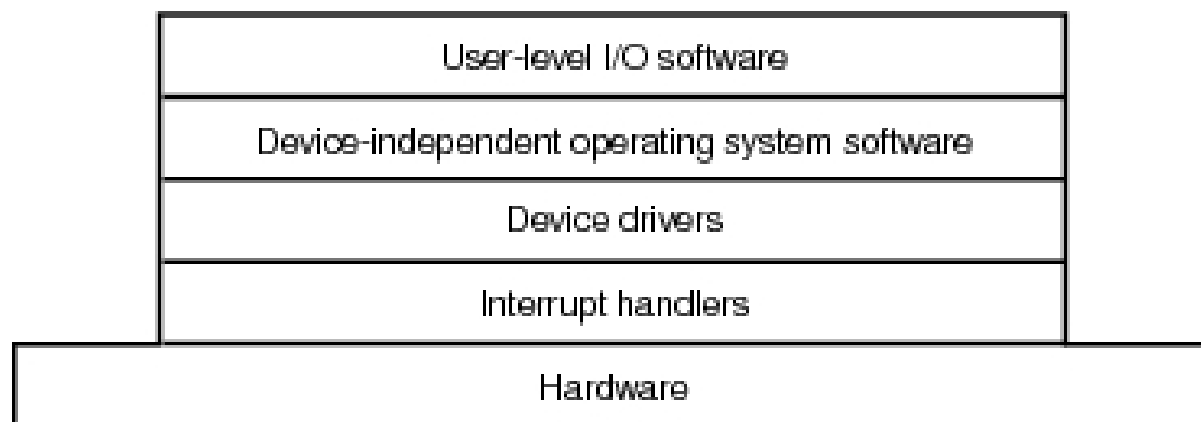 User-level I/O software
Device-independent operating system software
Device drivers
Interrupt handlers
Hardware